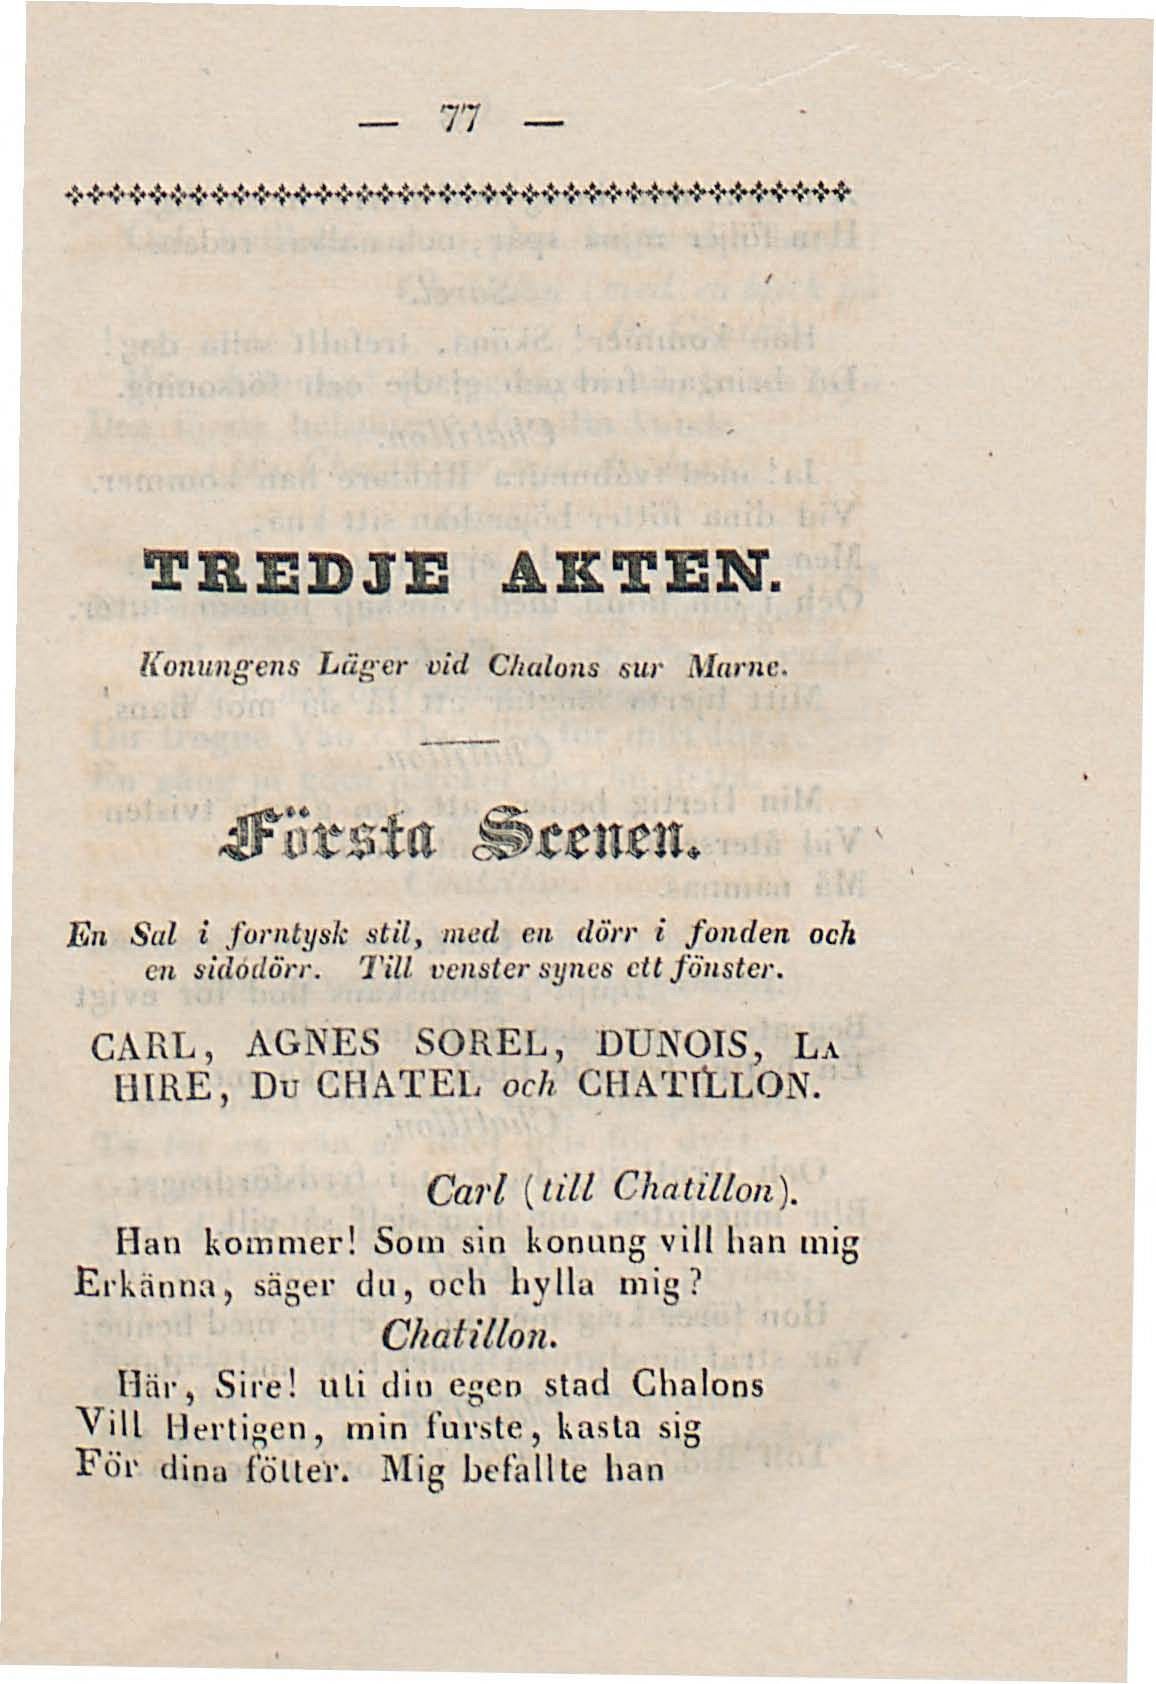 — 77 —
TREDJE AKTEN.
Konungens Läger vid Chalons sur Marne.
Första Scenen.
En Sal i forntysk stil, med en dörr i fonden och
en sidodörr. Till venster synes ett fönster.
CARL, AGNES SOREL, DUNOIS, LA
HIRE, DU CHATEL och CHATILLON.
Carl (till Chatillon).
Han kommer! Som sin konung vill han mig
Erkänna, säger du, och hylla mig?
Chatillon.
Här, Sire! uti din egen stad Chalons
Vill Hertigen, min furste, kasta sig
För dina fötter. Mig befallte han